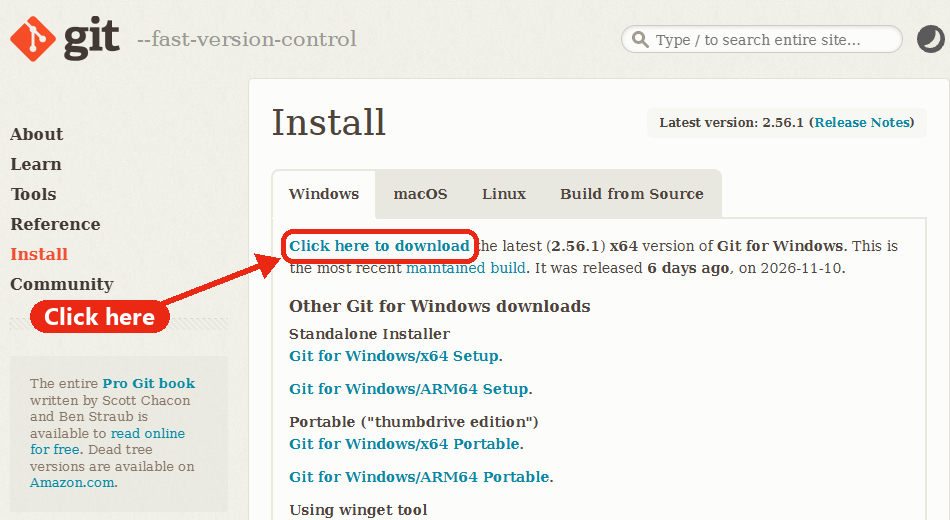 git --fast-version-control
Type / to search entire site...
About
Learn
Tools
Reference
Install
Community
Click here
The entire Pro Git book
written by Scott Chacon
and Ben Straub is
available to read online
for free. Dead tree
versions are available on
Amazon.com.
Install
Latest version: 2.56.1 (Release Notes)
Windows macOS Linux Build from Source
Click here to download the latest (2.56.1) x64 version of Git for Windows. This is
the most recent maintained build. It was released 6 days ago, on 2026-11-10.
Other Git for Windows downloads
Standalone Installer
Git for Windows/x64 Setup.
Git for Windows/ARM64 Setup.
Portable ("thumbdrive edition")
Git for Windows/x64 Portable.
Git for Windows/ARM64 Portable.
Using winget tool